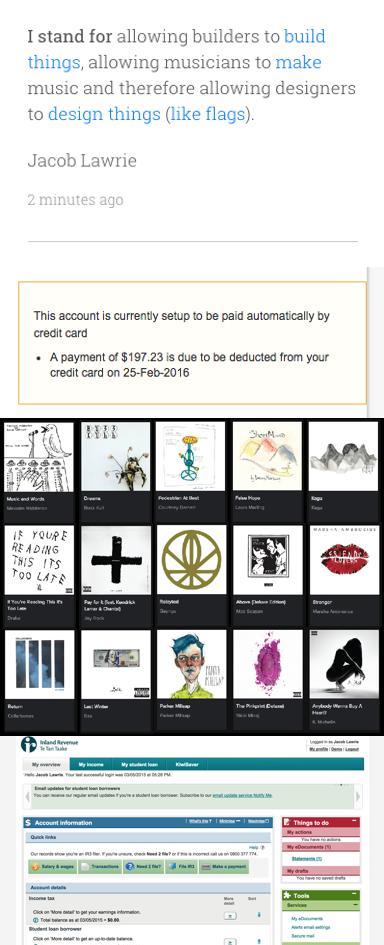 I stand for allowing builders to build
things, allowing musicians to make
music and therefore allowing designers
to design things (like flags).
Jacob Lawrie
2 minutes ago
This account is currently setup to be paid automatically by
credit card
• A payment of $197.23 is due to be deducted from your
credit card on 25-Feb-2016
Music and Words
Dreams
Pedestrian At Best
False Hope
Kagu
Courtney Barnett
Laura Marling
Kagu
IF YOU'RE
READING
THIS IT'S
TOO LATE
If You're Reading This It's
Too Late
Drake
Pay for It (feat. Kendrick
Lamar & Chantal)
Jay Rock
Above (Deluxe Edition)
Mad Season
Stronger
Marsha Ambrosius
Return
Last Winter
Parker Millsap
Parker Millsap
The Pinkprint (Deluxe)
Nicki Minaj
Anybody Wanna Buy A
Heart?
K. Michelle
Inland Revenue
Te Tari Taake
Logged in as Jacob Lawrie
My profile | Demo | Logout
My overview
My income
My student loan
KiwiSaver
Hello Jacob Lawrie. Your last successful login was 03/05/2015 at 05:28 PM.
Email updates for student loan borrowers
You can receive our regular email updates if you're a student loan borrower. Subscribe to our email update service Notify Me.
Account information
What's this ?
Minimise
Maximise
Quick links
Help ?
Our records show you're an IR3 filer. If you're unsure, check Need 2 file? or if this is incorrect call us on 0800 377 774.
Salary & wages
Transactions
Need 2 file?
File IR3
Make a payment
Account details
Income tax
More
detail
Sort
Click on 'More detail' to get your earnings information.
Total balance as at 03/05/2015 = $0.00.
Student loan borrower
Click on 'More detail' to get an up-to-date balance.
Things to do
My actions
You have no actions
My eDocuments (1)
Statements (1)
My drafts
You have no saved drafts
Tools
Services
My eDocuments
Alerts email settings
Secure mail